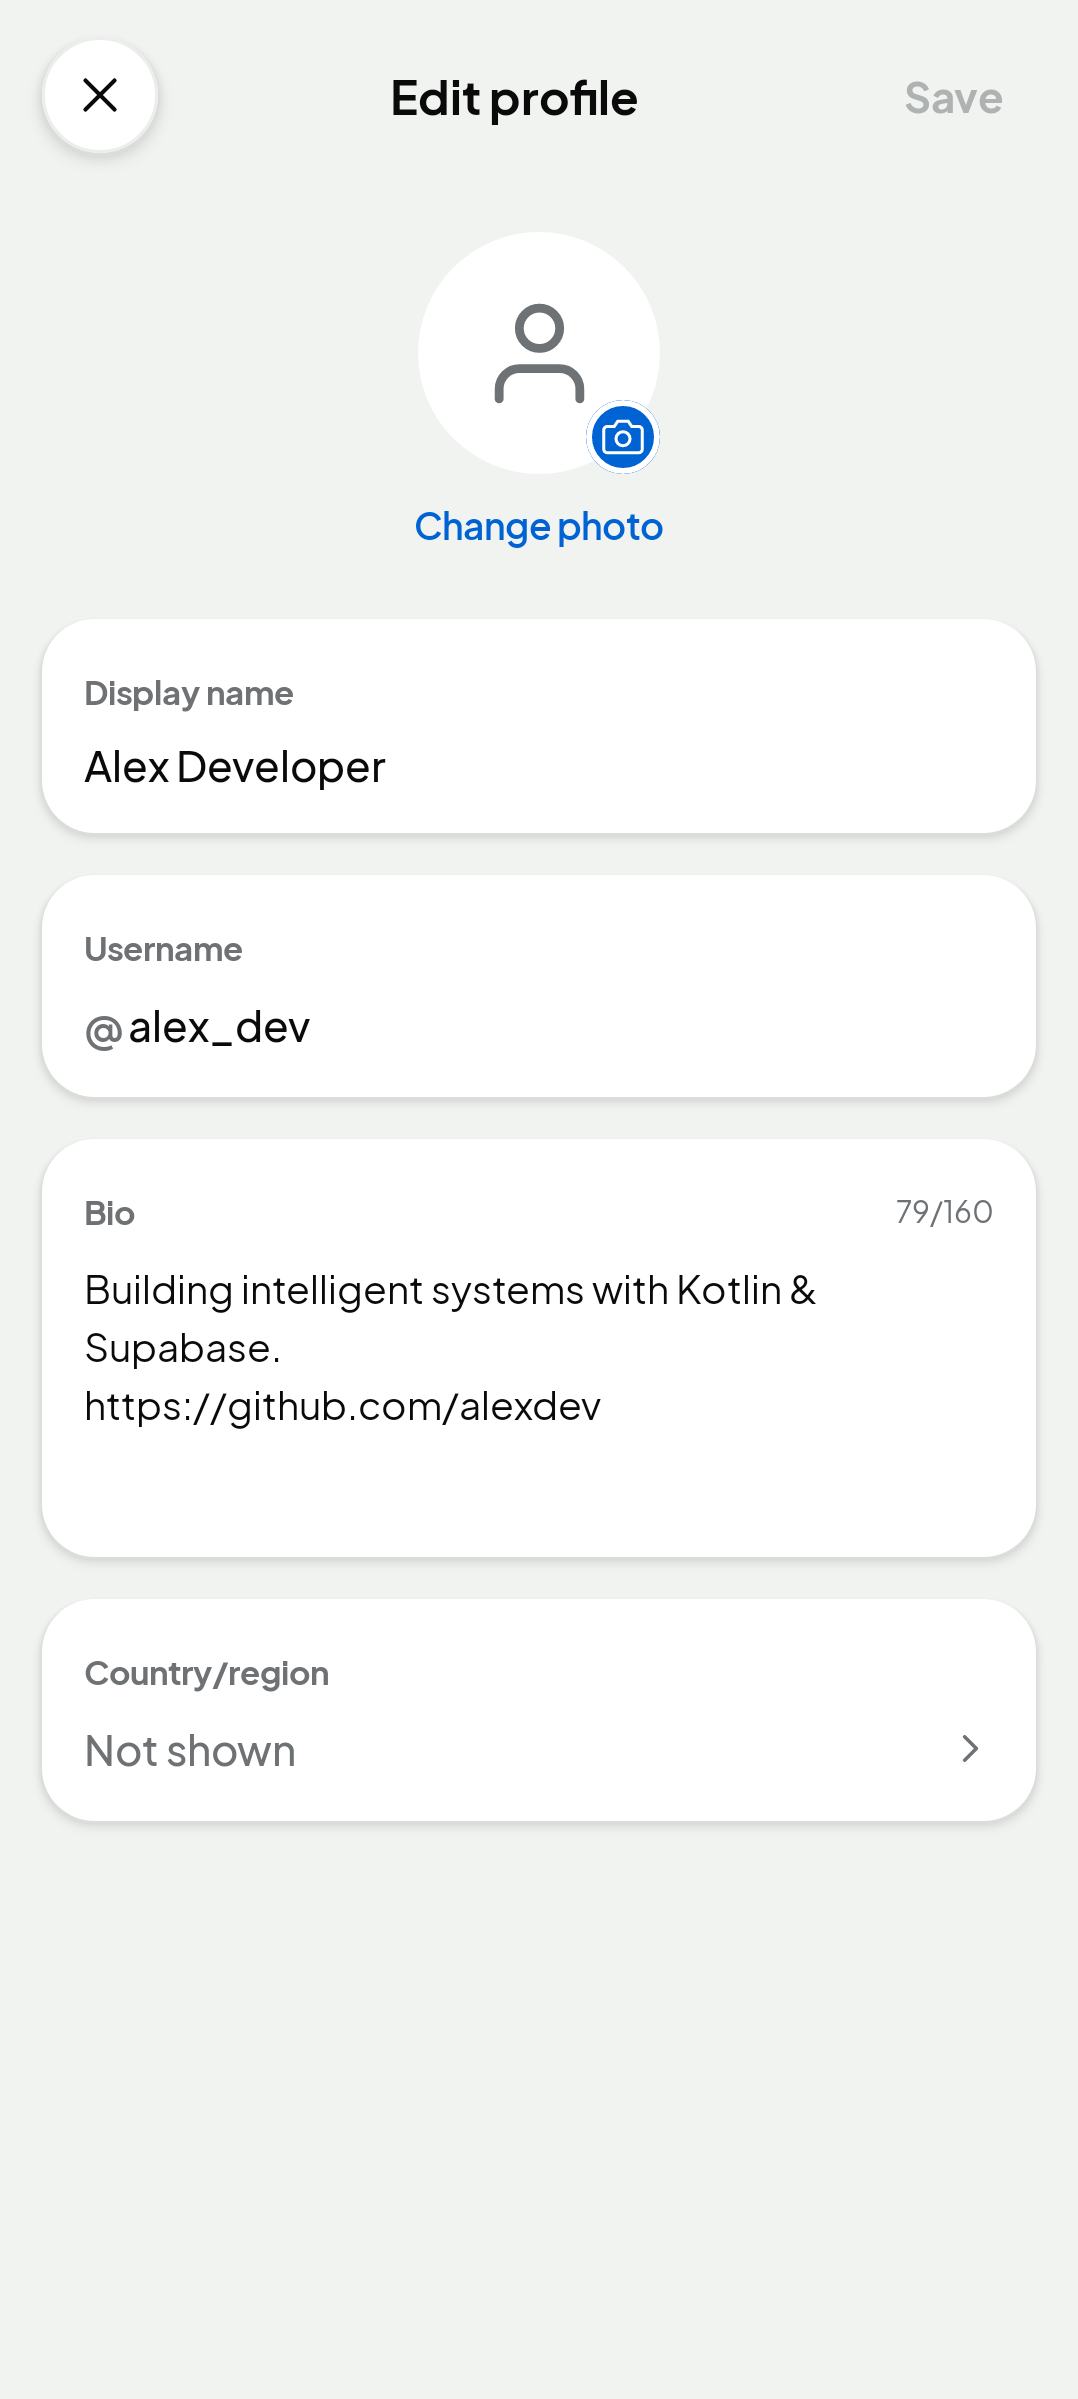 Edit profile
Save
Change photo
Display name
Alex Developer
Username
@alex_dev
Bio
79/160
Building intelligent systems with Kotlin &
Supabase.
https://github.com/alexdev
Country/region
Not shown